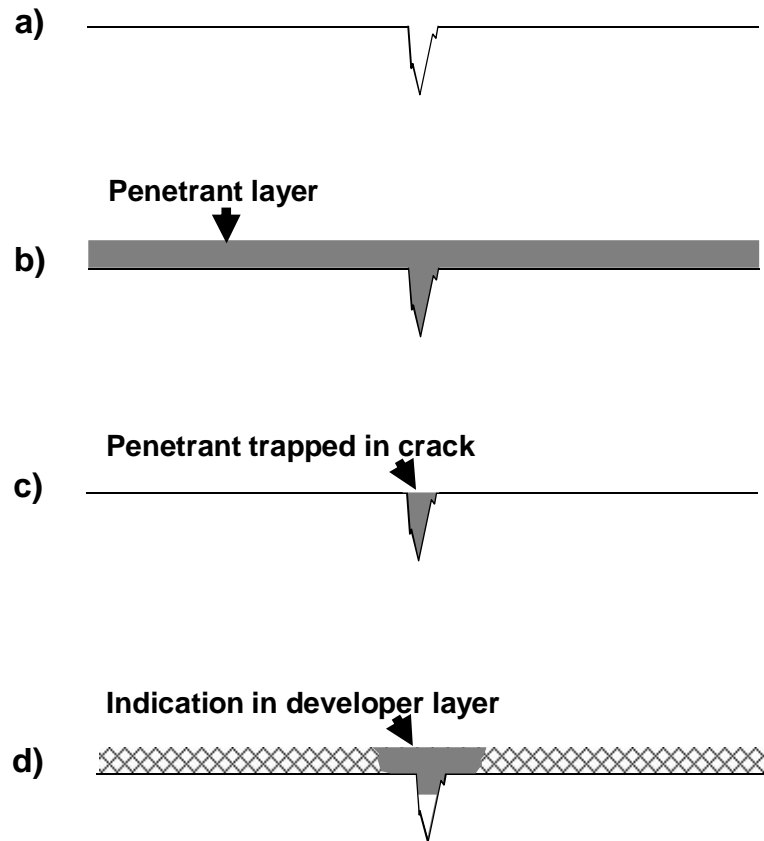 a)
Penetrant layer
b)
Penetrant trapped in crack
c)
Indication in developer layer
d)